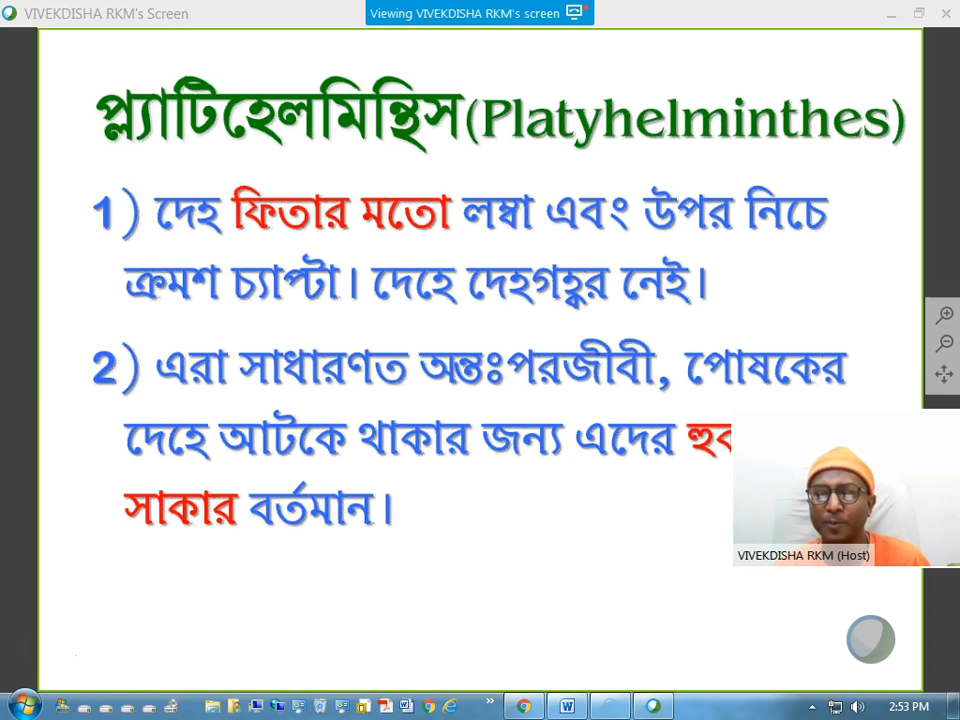 VIVEKDISHA RKM's Screen
Viewing VIVEKDISHA RKM's screen
প্ল্যাটিহেলমিন্থিস(Platyhelminthes)
1) দেহ ফিতার মতো লম্বা এবং উপর নিচে
ক্রমশ চ্যাপ্টা। দেহে দেহগহ্বর নেই।
2) এরা সাধারণত অন্তঃপরজীবী, পোষকের
দেহে আটকে থাকার জন্য এদের
সাকার বর্তমান।
VIVEKDISHA RKM (Host)
2:53 PM